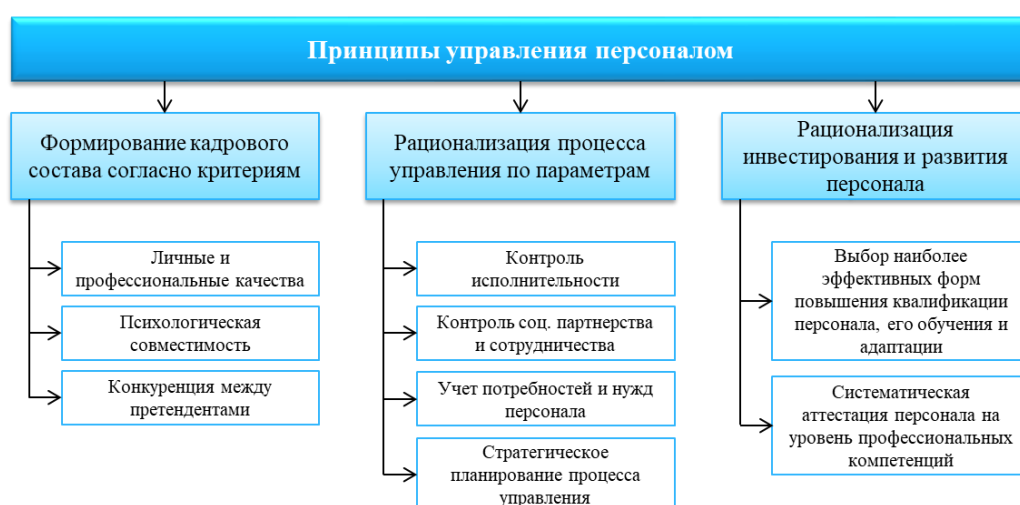 Принципы управления персоналом
Формирование кадрового
состава согласно критериям
Личные и
профессиональные качества
Психологическая
совместимость
Конкуренция между
претендентами
Рационализация процесса
управления по параметрам
Контроль
исполнительности
Контроль соц. партнерства
и сотрудничества
Учет потребностей и нужд
персонала
Стратегическое
планирование процесса
управления
Рационализация
инвестирования и развития
персонала
Выбор наиболее
эффективных форм
повышения квалификации
персонала, его обучения и
адаптации
Систематическая
аттестация персонала на
уровень профессиональных
компетенций